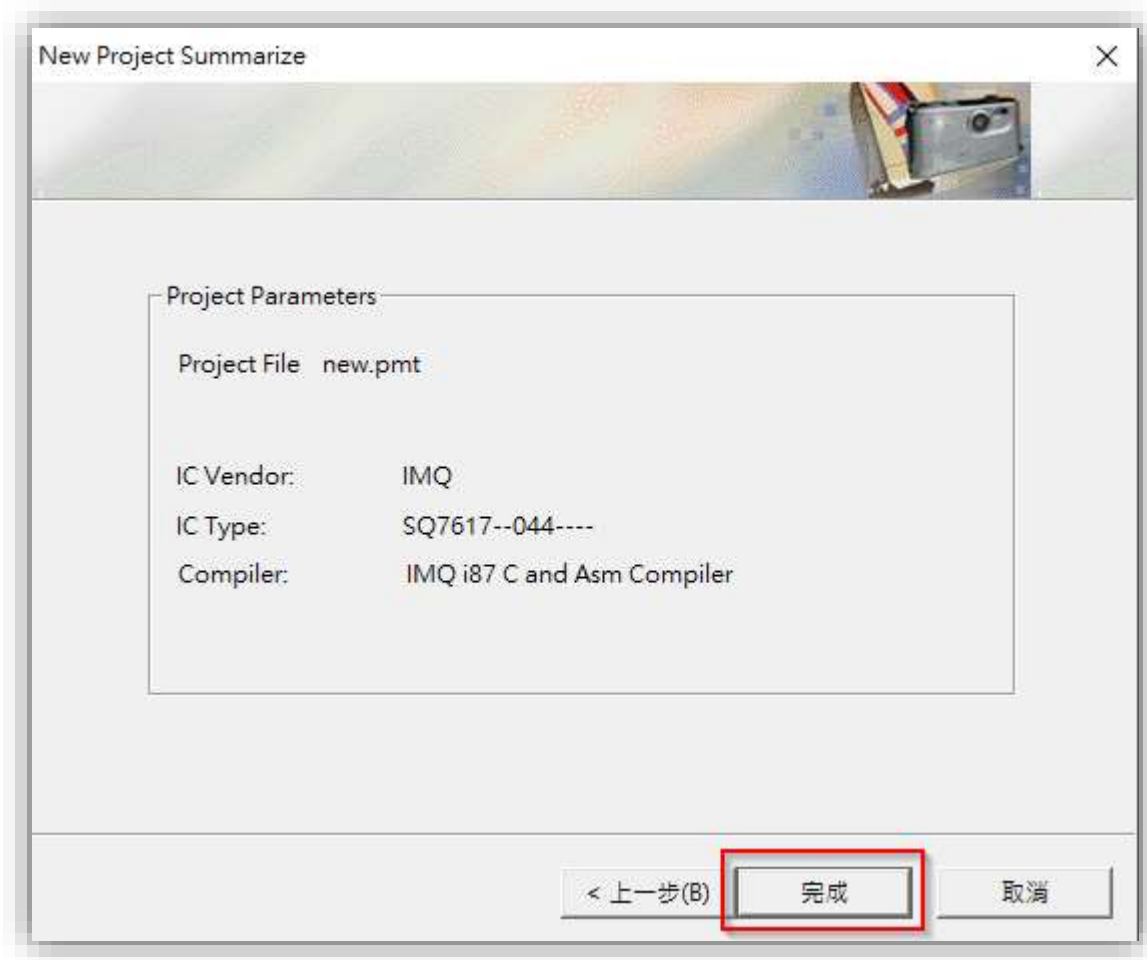 New Project Summarize
Project Parameters
Project File new.pmt
IC Vendor: IMQ
IC Type: SQ7617--044----
Compiler: IMQ i87 C and Asm Compiler
< 上一步(B) 完成 取消